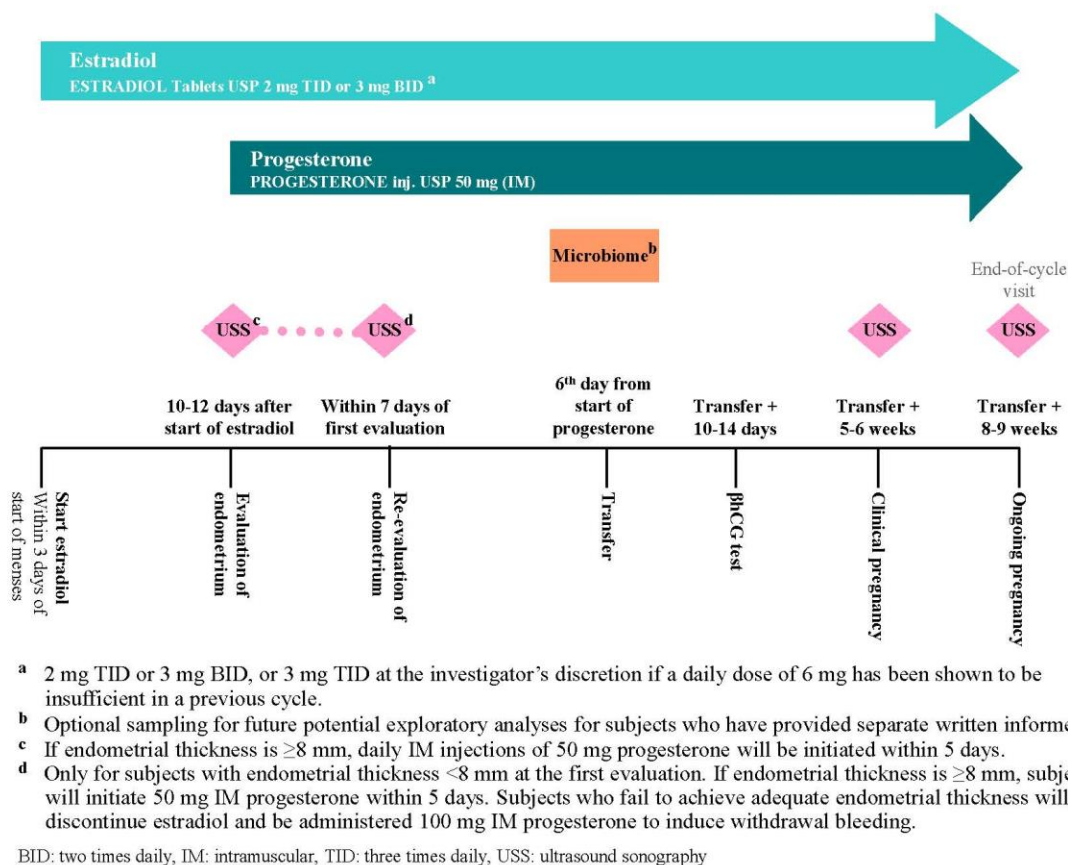 Estradiol
ESTRADIOL Tablets USP 2 mg TID or 3 mg BID a
Progesterone
PROGESTERONE inj. USP 50 mg (IM)
Microbiome b
End-of-cycle
visit
USS c
USS d
USS
USS
10-12 days after
start of estradiol
Within 7 days of
first evaluation
6th day from
start of
progesterone
Transfer +
10-14 days
Transfer +
5-6 weeks
Transfer +
8-9 weeks
Start estradiol
Within 3 days of
start of menses
Evaluation of
endometrium
Re-evaluation of
endometrium
Transfer
βhCG test
Clinical pregnancy
Ongoing pregnancy
a 2 mg TID or 3 mg BID, or 3 mg TID at the investigator's discretion if a daily dose of 6 mg has been shown to be
insufficient in a previous cycle.
b Optional sampling for future potential exploratory analyses for subjects who have provided separate written informe
c If endometrial thickness is ≥8 mm, daily IM injections of 50 mg progesterone will be initiated within 5 days.
d Only for subjects with endometrial thickness <8 mm at the first evaluation. If endometrial thickness is ≥8 mm, subje
will initiate 50 mg IM progesterone within 5 days. Subjects who fail to achieve adequate endometrial thickness will
discontinue estradiol and be administered 100 mg IM progesterone to induce withdrawal bleeding.
BID: two times daily, IM: intramuscular, TID: three times daily, USS: ultrasound sonography